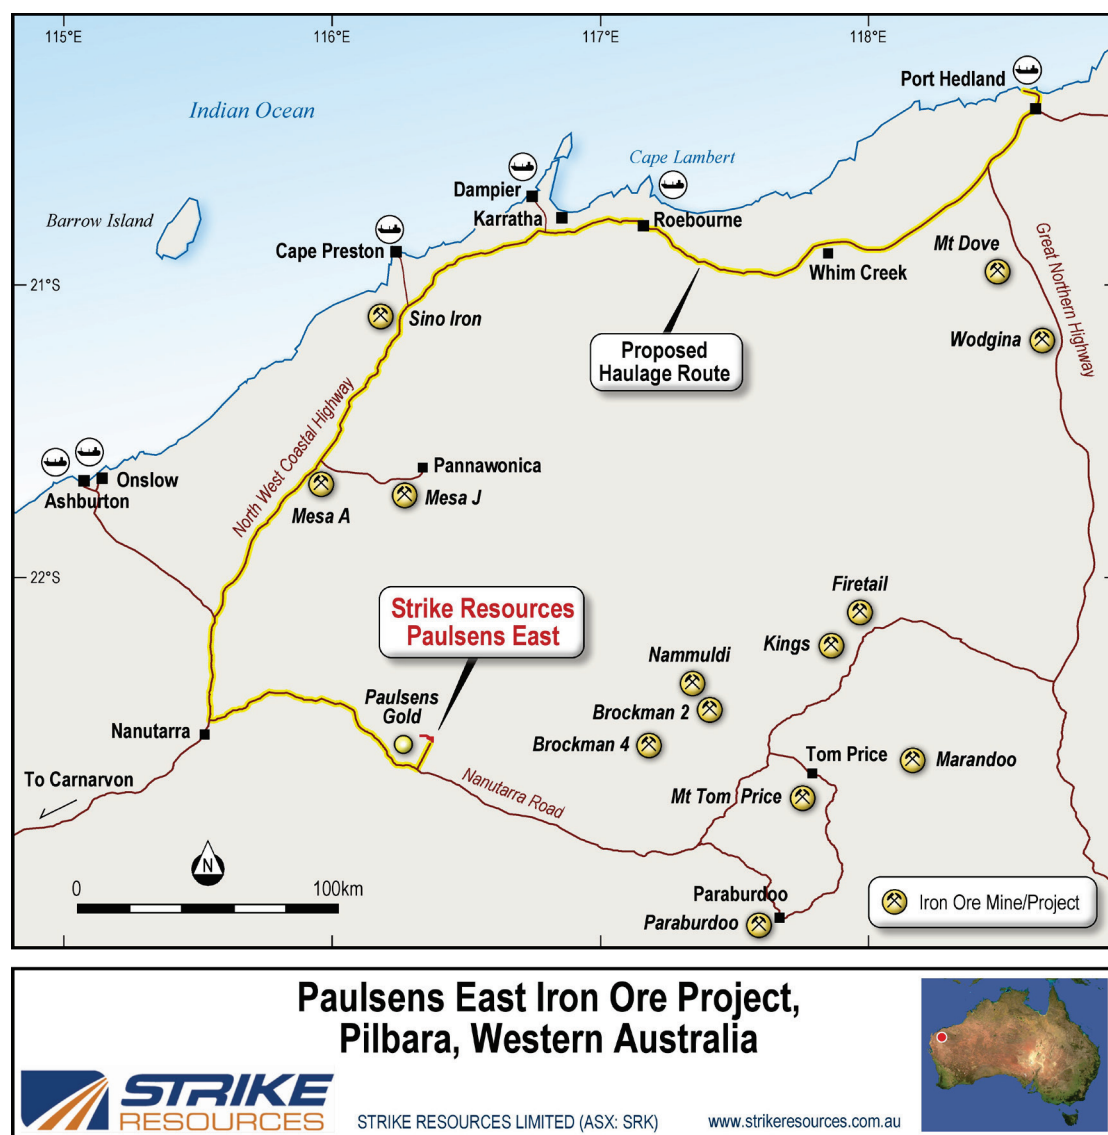 115°E
116°E
117°E
118°E
Port Hedland
Indian Ocean
Cape Lambert
Dampier
Barrow Island
Karratha
Roebourne
Cape Preston
Mt Dove
Whim Creek
21°S
Great Northern Highway
Sino Iron
Wodgina
Proposed
Haulage Route
North West Coastal Highway
Pannawonica
Onslow
Ashburton
Mesa J
Mesa A
22°S
Firetail
Strike Resources
Paulsens East
Kings
Nammuldi
Paulsens
Gold
Brockman 2
Nanutarra
Brockman 4
Tom Price
Marandoo
To Carnarvon
Nanutarra Road
Mt Tom Price
N
0
100km
Paraburdoo
Paraburdoo
Iron Ore Mine/Project
Paulsens East Iron Ore Project,
Pilbara, Western Australia
STRIKE
RESOURCES
STRIKE RESOURCES LIMITED (ASX: SRK)
www.strikeresources.com.au